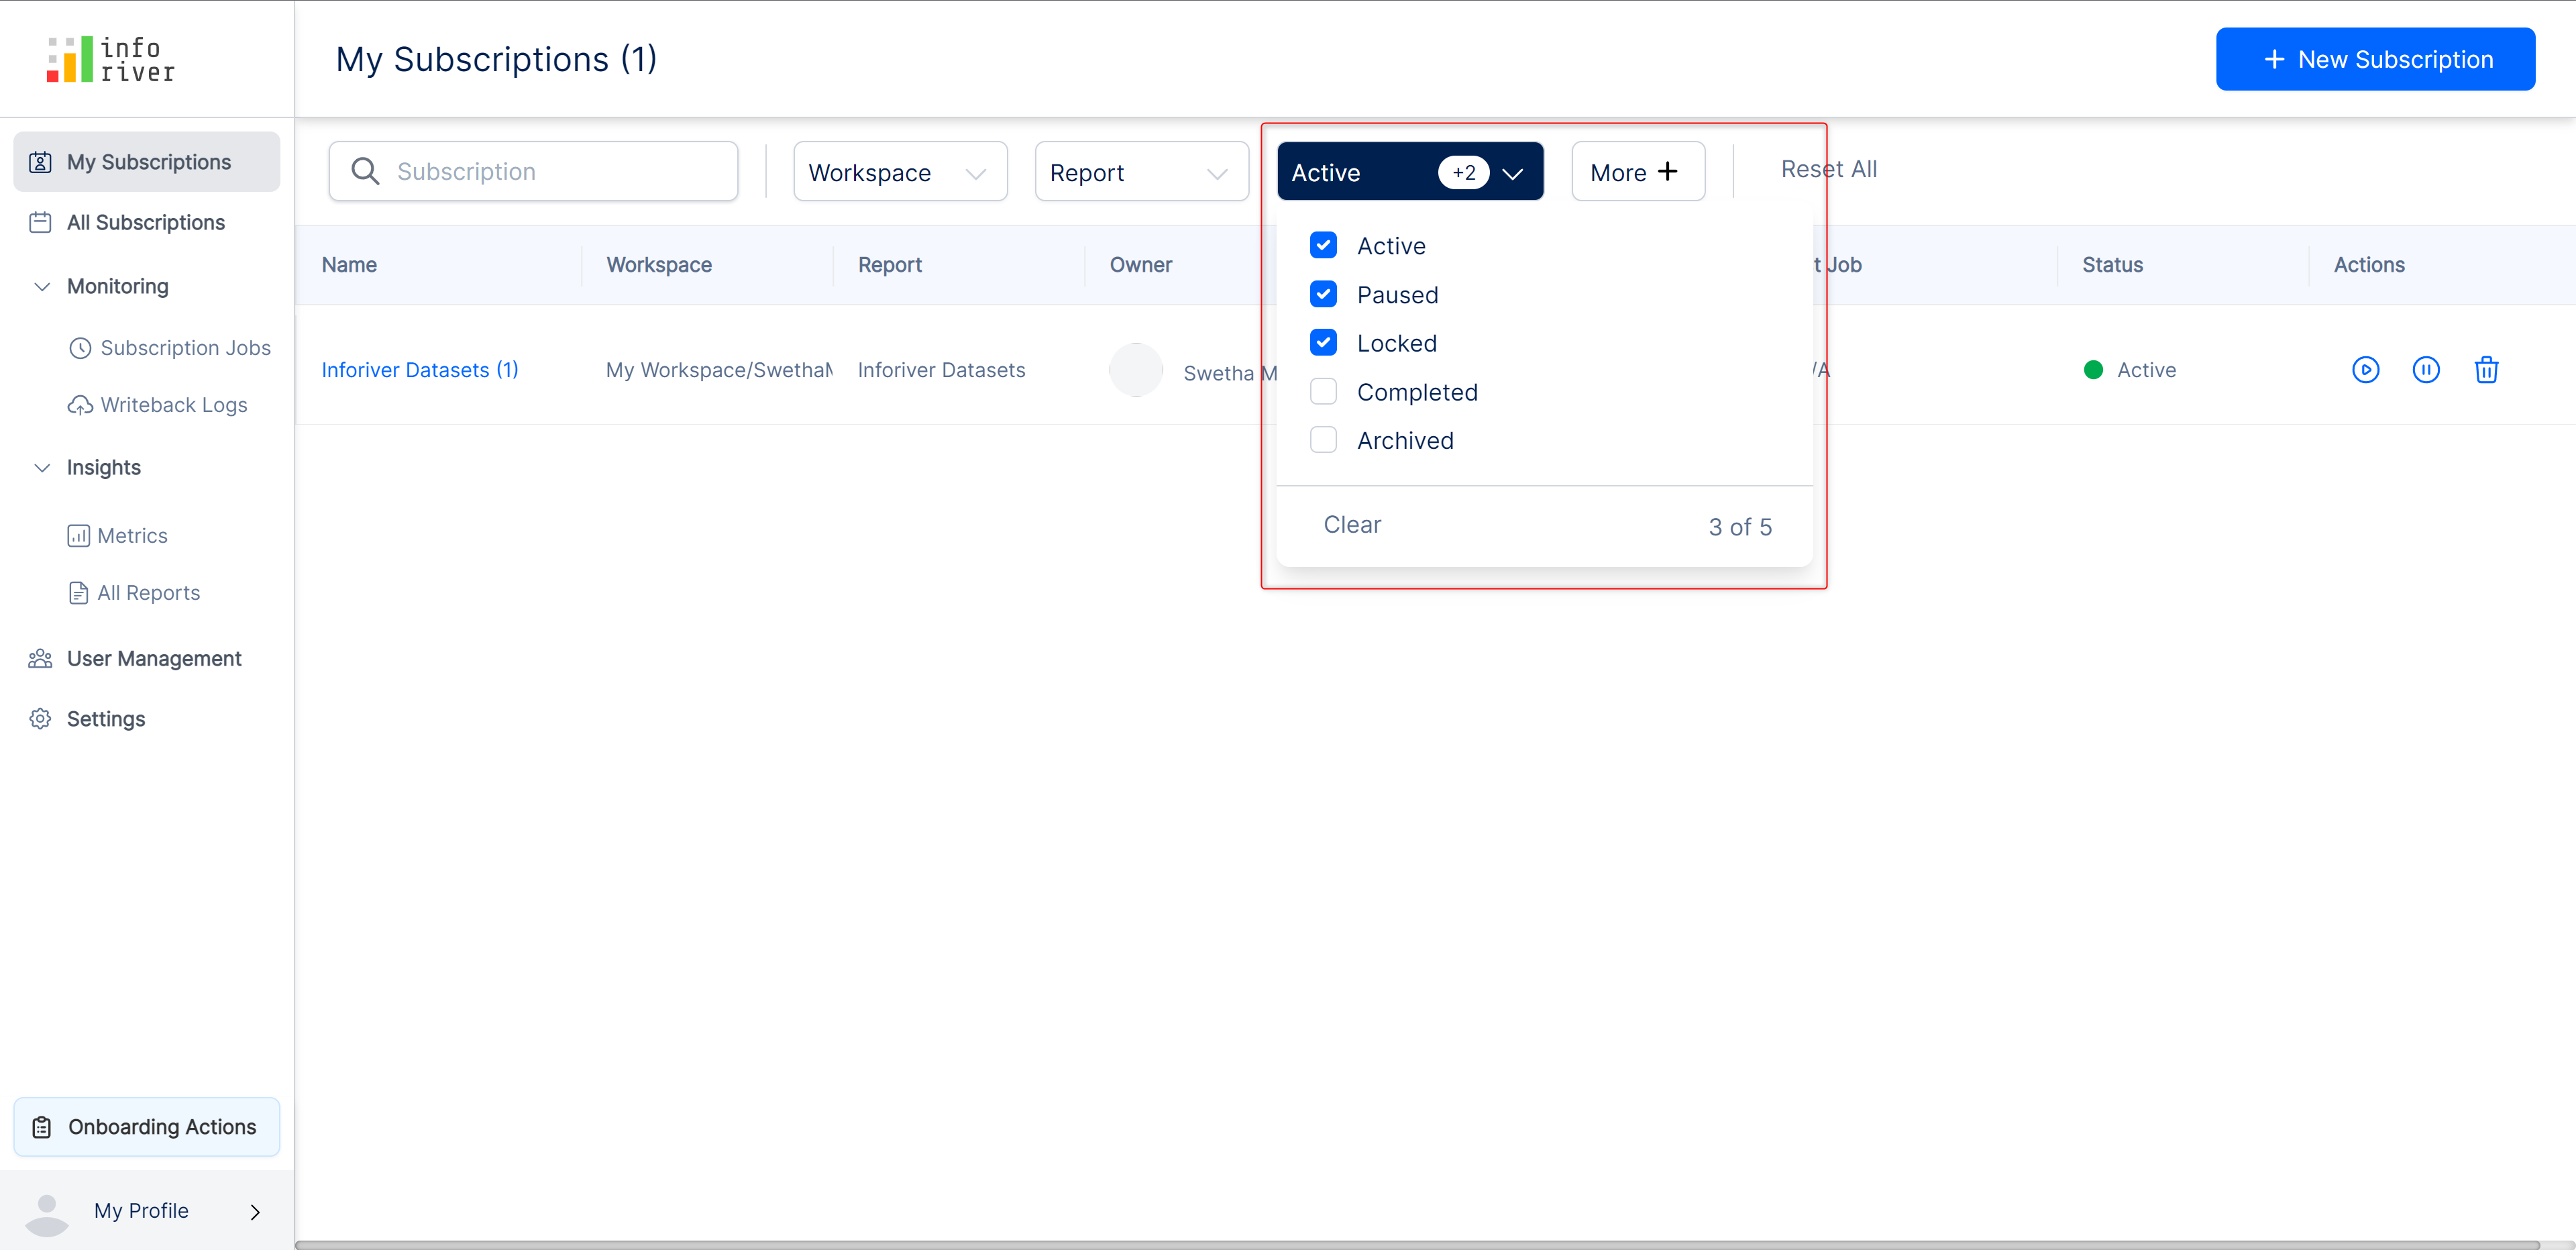 info
river
My Subscriptions (1)
New Subscription
My Subscriptions
All Subscriptions
Monitoring
Subscription Jobs
Writeback Logs
Insights
Metrics
All Reports
User Management
Settings
Onboarding Actions
My Profile
Subscription
Workspace
Report
Active +2
More
Reset All
Name Workspace Report Owner t Job Status Actions
Inforiver Datasets (1) My Workspace/SwethaM Inforiver Datasets Swetha M /A Active
Active
Paused
Locked
Completed
Archived
Clear
3 of 5